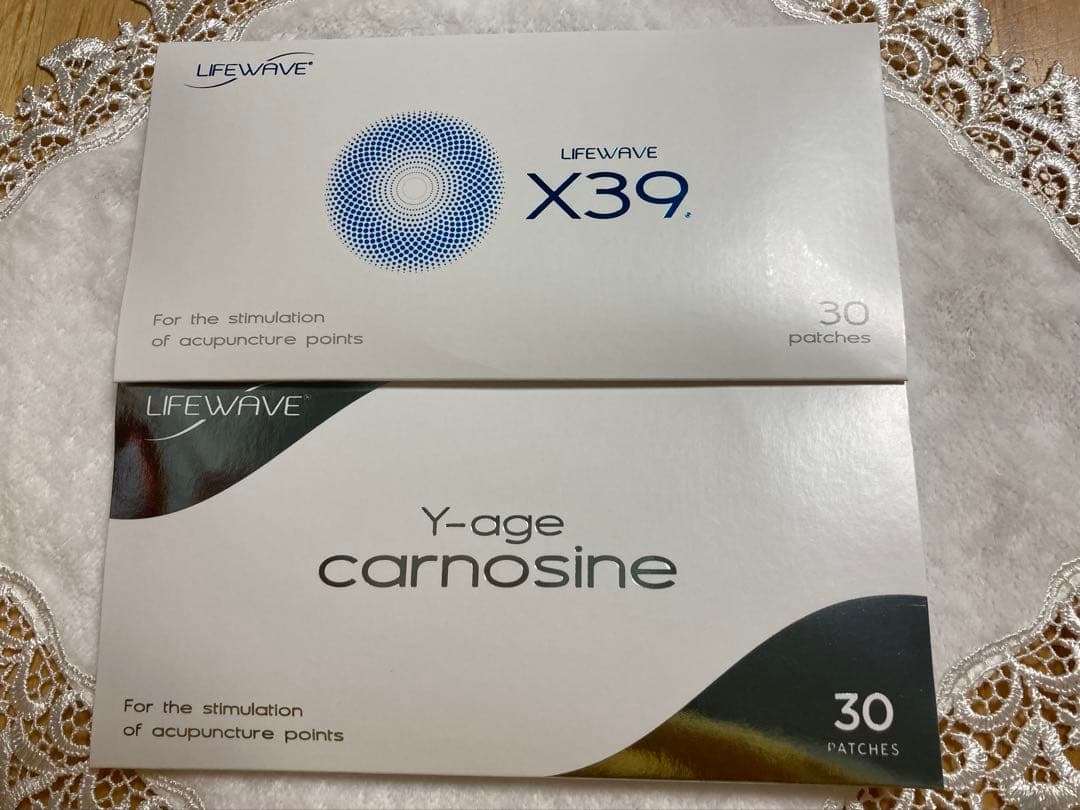 LIFEWAVE®
LIFEWAVE
X39
For the stimulation
of acupuncture points
30
patches
LIFEWAVE
Y-age
carnosine
For the stimulation
of acupuncture points
30
PATCHES